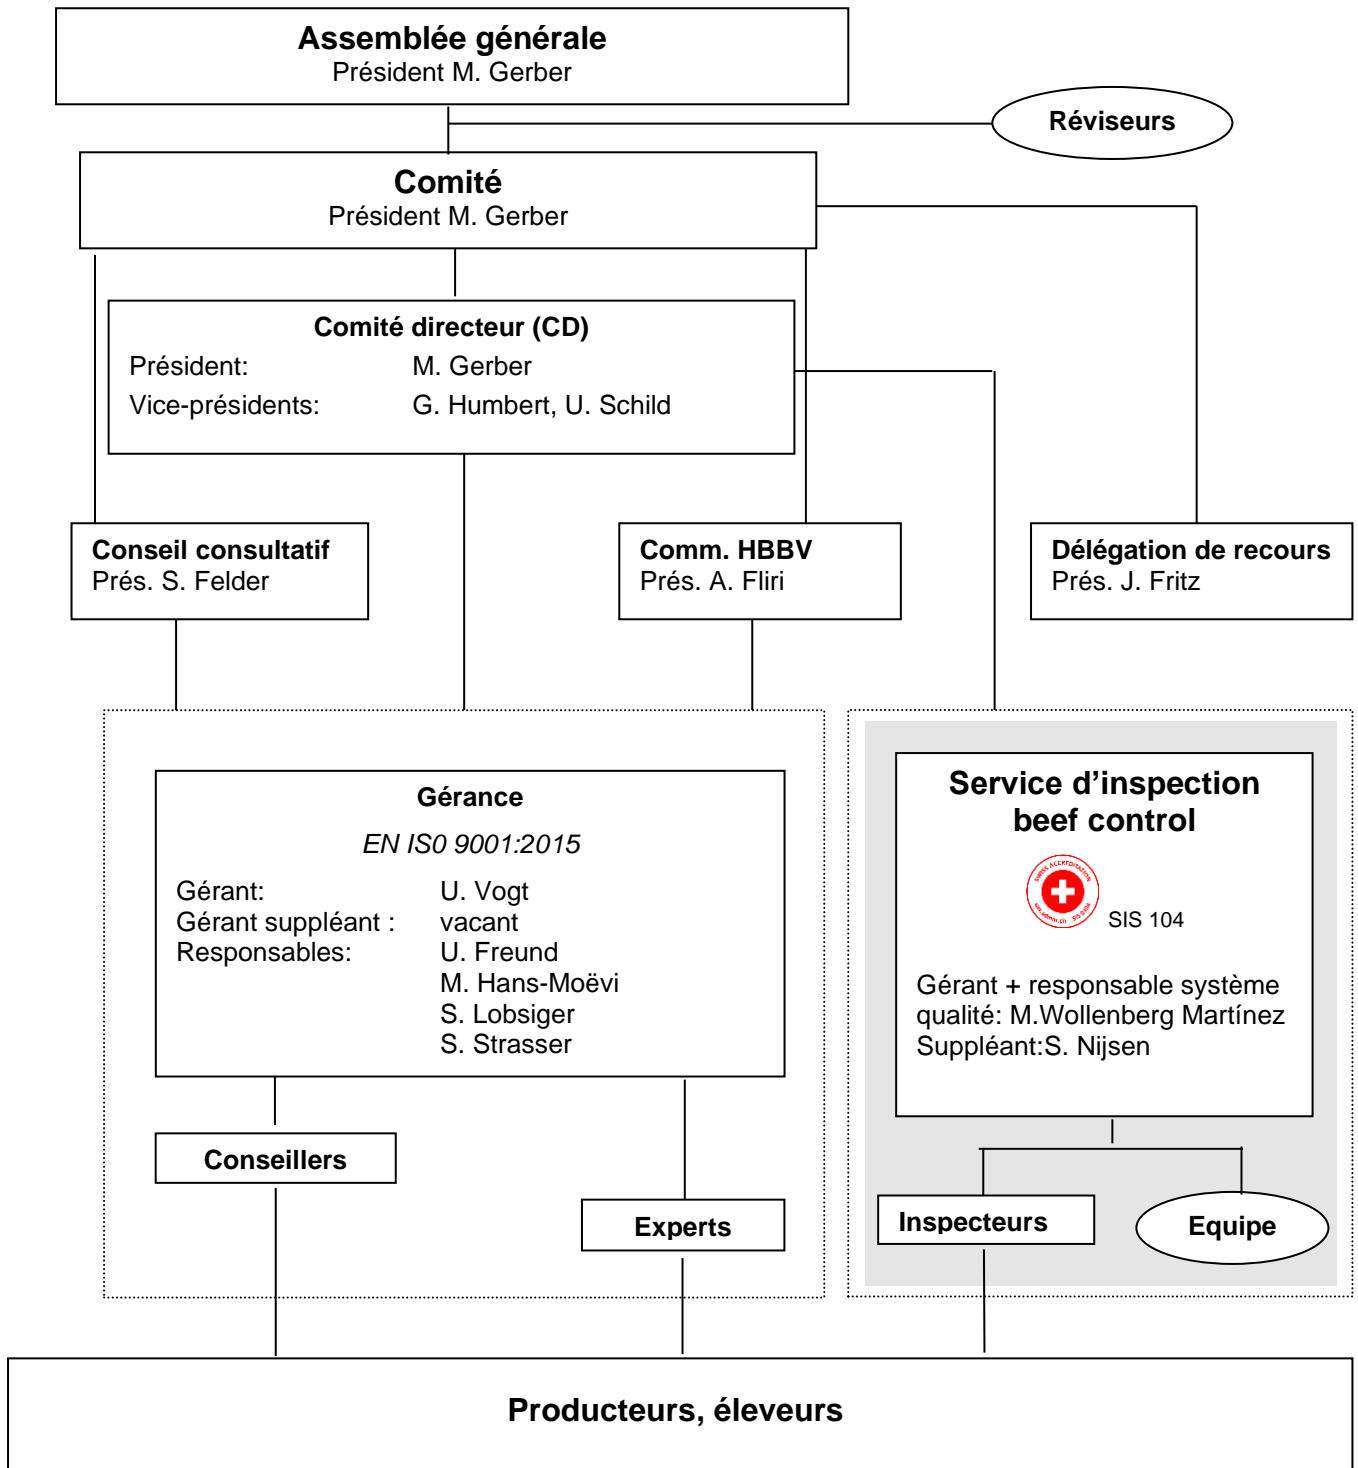 Assemblée générale
Président M. Gerber
Réviseurs
Comité
Président M. Gerber
Comité directeur (CD)
Président: M. Gerber
Vice-présidents: G. Humbert, U. Schild
Conseil consultatif
Prés. S. Felder
Comm. HBBV
Prés. A. Fliri
Délégation de recours
Prés. J. Fritz
Gérance
EN IS0 9001:2015
Gérant: U. Vogt
Gérant suppléant : vacant
Responsables: U. Freund
M. Hans-Moëvi
S. Lobsiger
S. Strasser
Service d’inspection
beef control
SWISS ACCREDITATION
SIS 104
Gérant + responsable système
qualité: M.Wollenberg Martínez
Suppléant:S. Nijsen
Conseillers
Experts
Inspecteurs
Equipe
Producteurs, éleveurs